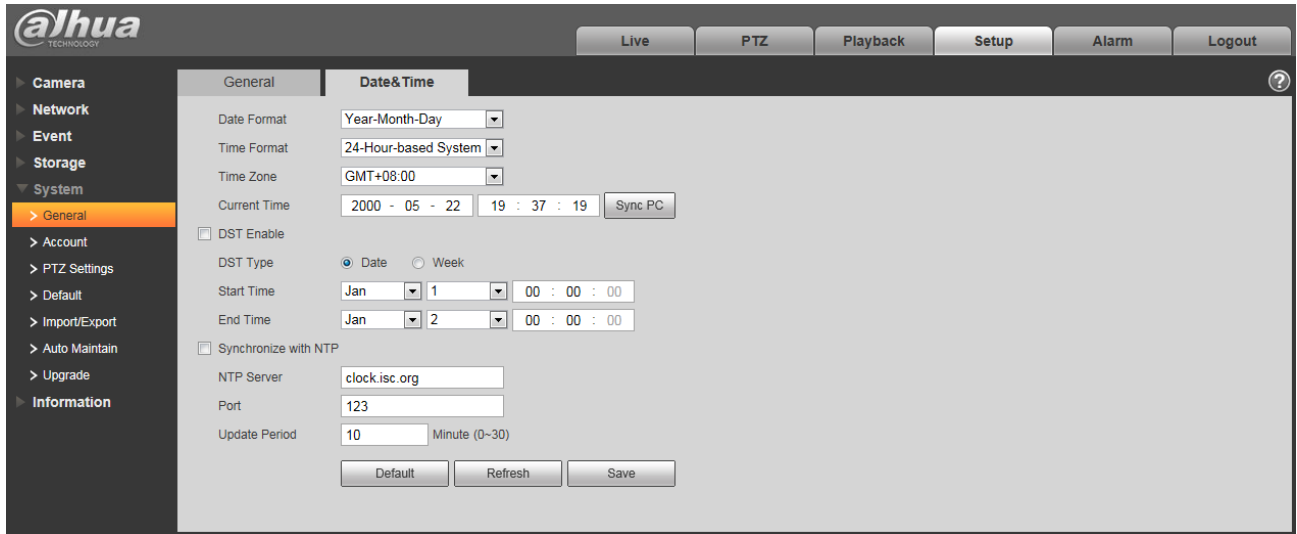 alhua
TECHNOLOGY
Live PTZ Playback Setup Alarm Logout
Camera
Network
Event
Storage
System
> General
> Account
> PTZ Settings
> Default
> Import/Export
> Auto Maintain
> Upgrade
Information
General Date&Time ?
Date Format Year-Month-Day
Time Format 24-Hour-based System
Time Zone GMT+08:00
Current Time 2000 - 05 - 22 19 : 37 : 19 Sync PC
DST Enable
DST Type Date Week
Start Time Jan 1 00 : 00 : 00
End Time Jan 2 00 : 00 : 00
Synchronize with NTP
NTP Server clock.isc.org
Port 123
Update Period 10 Minute (0~30)
Default Refresh Save